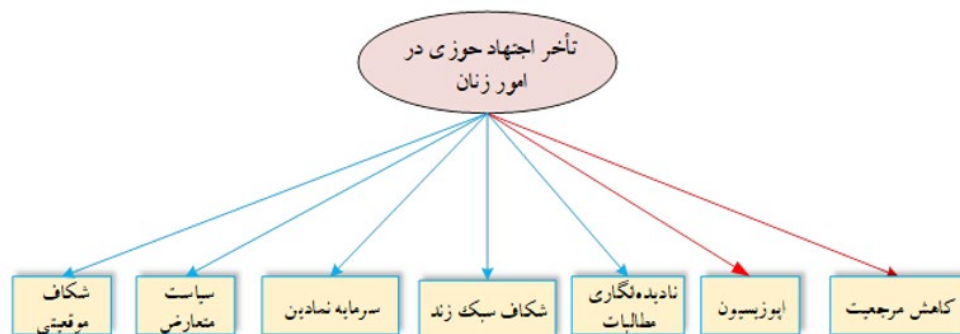 تأخر اجتهاد حوزی در
امور زنان
کاهش مرجعیت
اپوزیسیون
نادیده‌انگاری
مطالبات
شکاف سبک زند
سرمایه نمادین
سیاست
متعارض
شکاف
موقعیتی